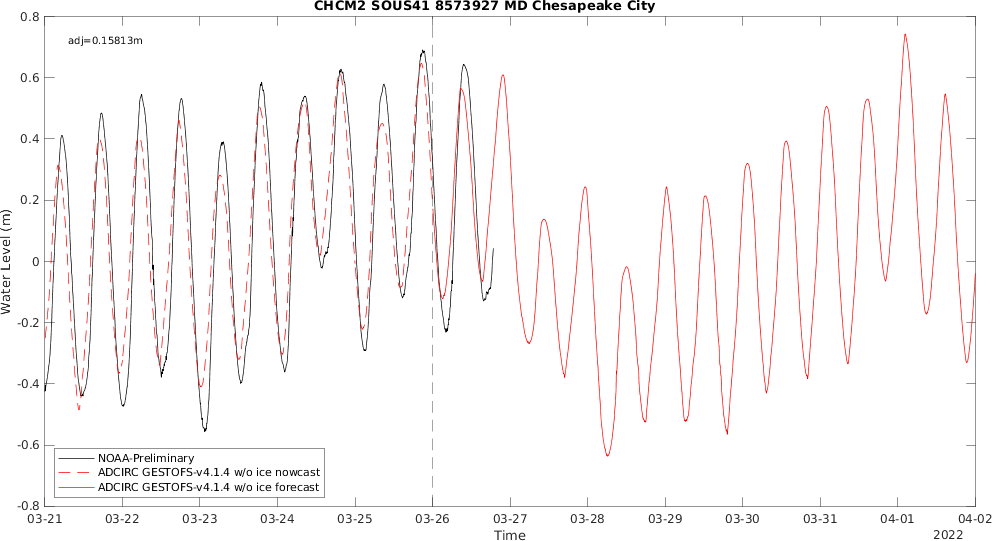 CHCM2 SOUS41 8573927 MD Chesapeake City
adj=0.15813m
0.8
0.6
0.4
0.2
0
-0.2
-0.4
-0.6
-0.8
Water Level (m)
NOAA-Preliminary
ADCIRC GESTOFS-v4.1.4 w/o ice nowcast
ADCIRC GESTOFS-v4.1.4 w/o ice forecast
03-21 03-22 03-23 03-24 03-25 03-26 03-27 03-28 03-29 03-30 03-31 04-01 04-02
Time
2022